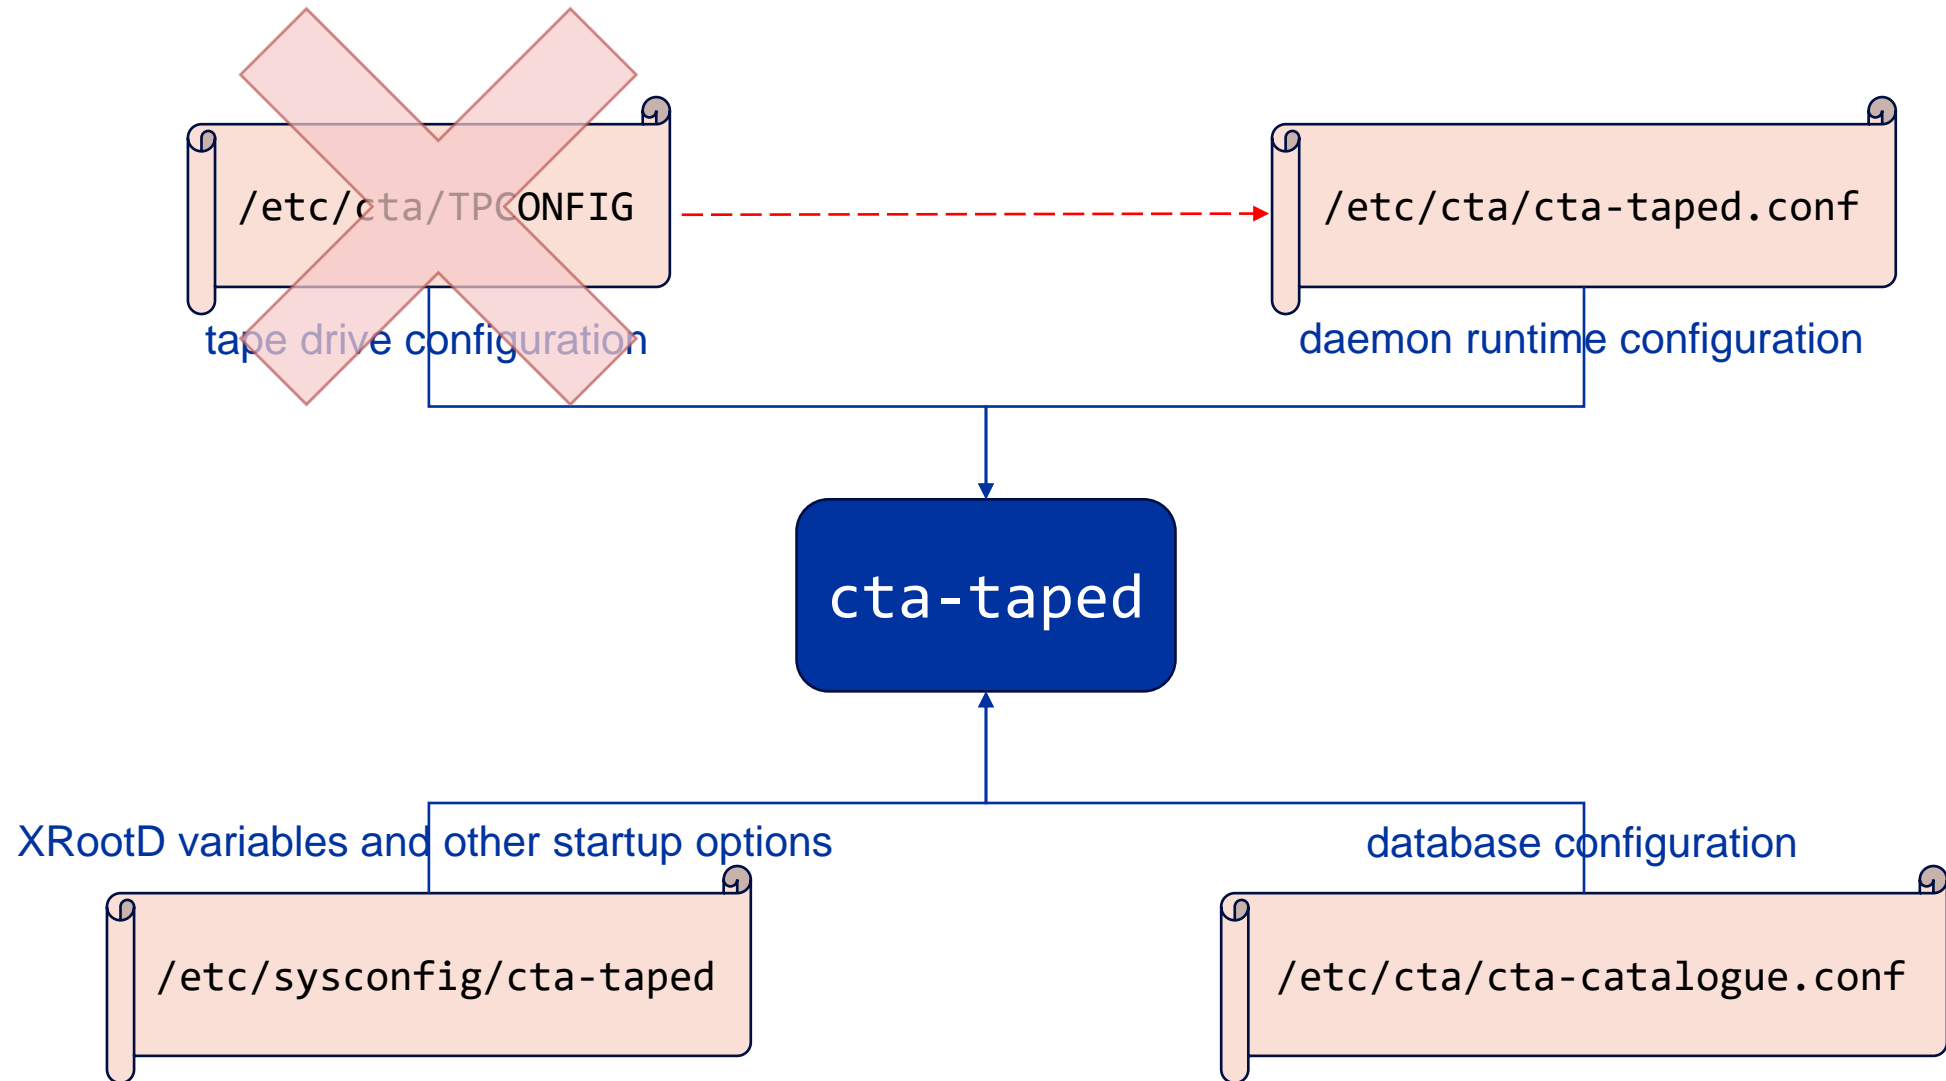 /etc/cta/TPCONFIG
/etc/cta/cta-taped.conf
tape drive configuration
daemon runtime configuration
cta-taped
XRootD variables and other startup options
database configuration
/etc/sysconfig/cta-taped
/etc/cta/cta-catalogue.conf